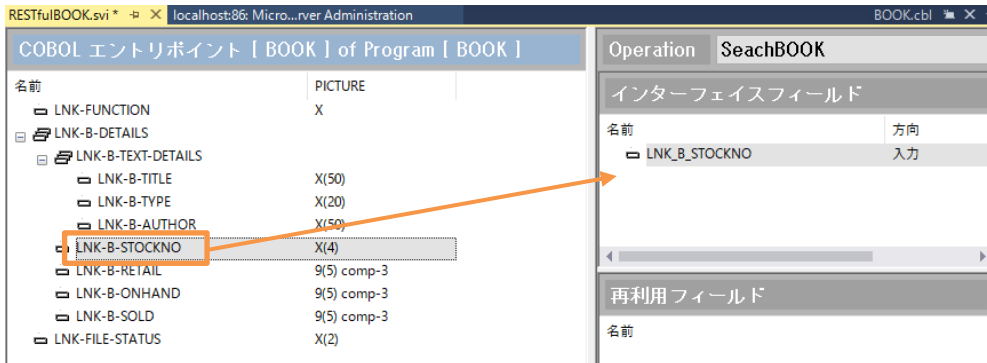 RESTfulBOOK.svi* localhost:86: Micro...rver Administration BOOK.cbl
COBOL エントリポイント [ BOOK ] of Program [ BOOK ]
名前 PICTURE
LNK-FUNCTION X
LNK-B-DETAILS
LNK-B-TEXT-DETAILS
LNK-B-TITLE X(50)
LNK-B-TYPE X(20)
LNK-B-AUTHOR X(50)
LNK-B-STOCKNO X(4)
LNK-B-RETAIL 9(5) comp-3
LNK-B-ONHAND 9(5) comp-3
LNK-B-SOLD 9(5) comp-3
LNK-FILE-STATUS X(2)
Operation SeachBOOK
インターフェイスフィールド
名前 方向
LNK_B_STOCKNO 入力
再利用フィールド
名前